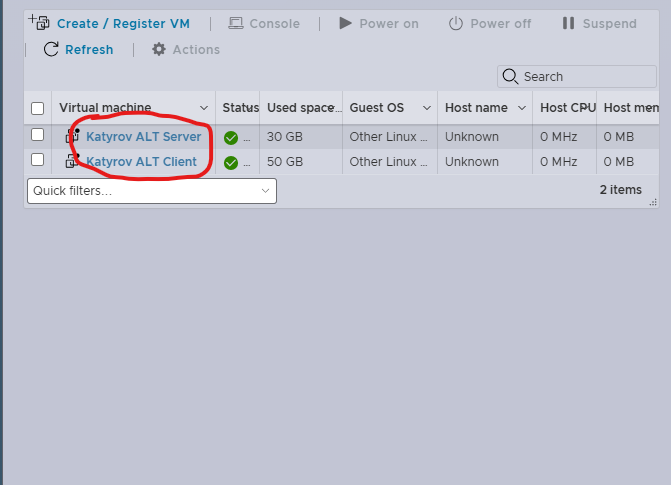 Create / Register VM | Console | Power on Power off Suspend
| Refresh | Actions
Search
Virtual machine Status Used space... Guest OS Host name Host CPU Host mem
Katyrov ALT Server ... 30 GB Other Linux ... Unknown 0 MHz 0 MB
Katyrov ALT Client ... 50 GB Other Linux ... Unknown 0 MHz 0 MB
Quick filters... 2 items